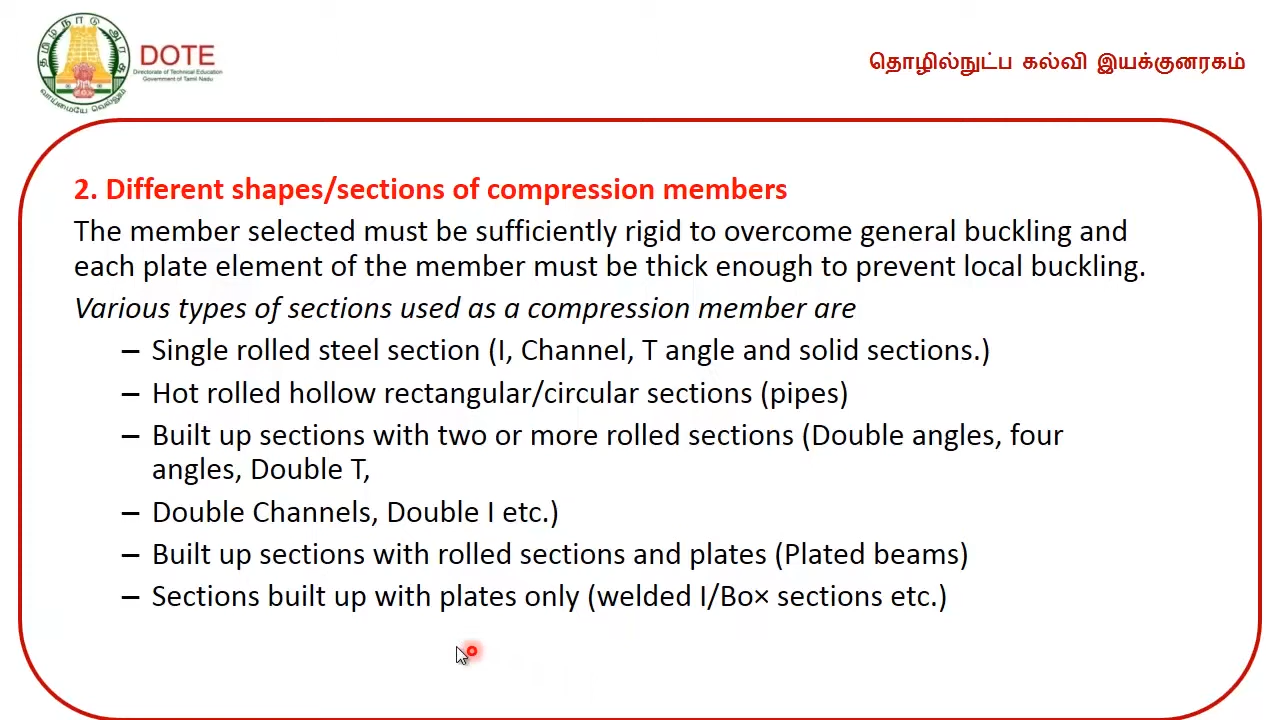 தமிழ்நாடு அரசு
வாய்மையே வெல்லும்
DOTE
Directorate of Technical Education
Government of Tamil Nadu
தொழில்நுட்ப கல்வி இயக்குனரகம்
2. Different shapes/sections of compression members
The member selected must be sufficiently rigid to overcome general buckling and
each plate element of the member must be thick enough to prevent local buckling.
Various types of sections used as a compression member are
– Single rolled steel section (I, Channel, T angle and solid sections.)
– Hot rolled hollow rectangular/circular sections (pipes)
– Built up sections with two or more rolled sections (Double angles, four
angles, Double T,
– Double Channels, Double I etc.)
– Built up sections with rolled sections and plates (Plated beams)
– Sections built up with plates only (welded I/Bo× sections etc.)